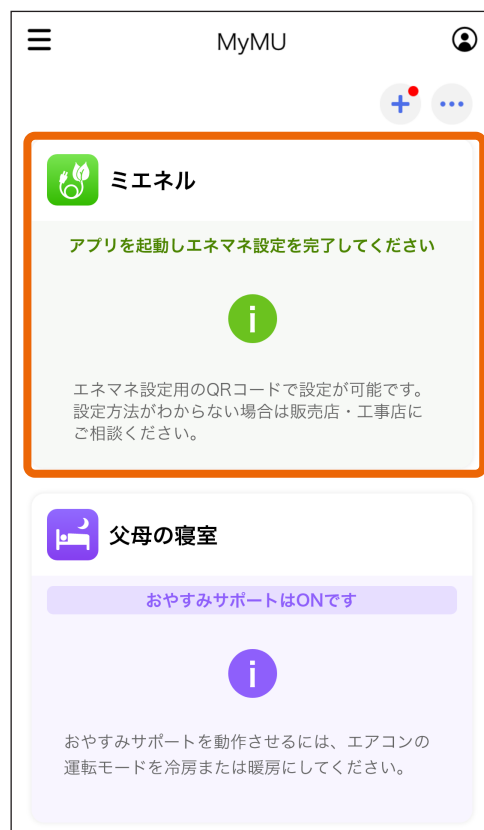 MyMU
ミエネル
アプリを起動しエネマネ設定を完了してください
エネマネ設定用のQRコードで設定が可能です。
設定方法がわからない場合は販売店・工事店に
ご相談ください。
父母の寝室
おやすみサポートはONです
おやすみサポートを動作させるには、エアコンの
運転モードを冷房または暖房にしてください。